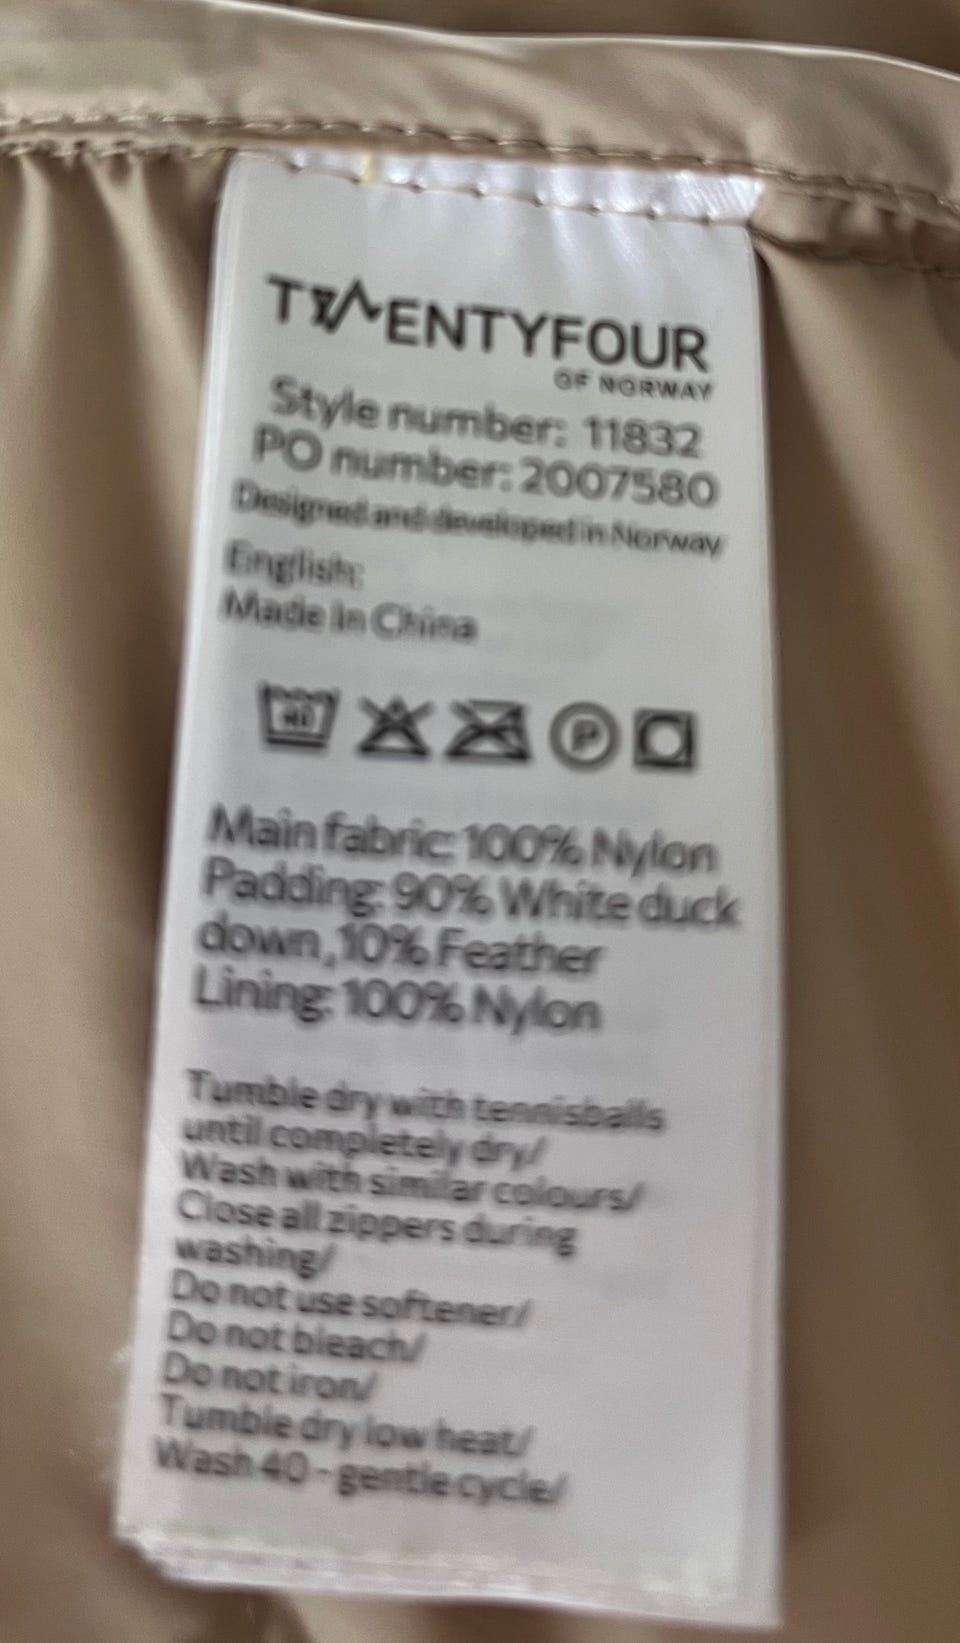 TWENTYFOUR
OF NORWAY
Style number: 11832
PO number: 2007580
Designed and developed in Norway
English:
Made In China
40
P
Main fabric: 100% Nylon
Padding: 90% White duck
down, 10% Feather
Lining: 100% Nylon
Tumble dry with tennisballs
until completely dry/
Wash with similar colours/
Close all zippers during
washing/
Do not use softener/
Do not bleach/
Do not iron/
Tumble dry low heat/
Wash 40 - gentle cycle/